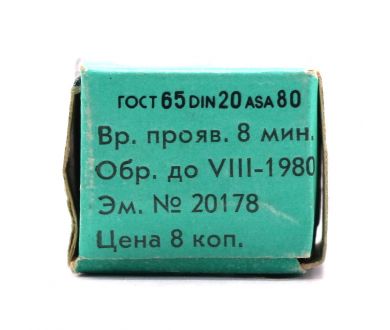 ГОСТ 65 DIN 20 ASA 80
Вр. прояв. 8 мин.
Обр. до VIII-1980
Эм. № 20178
Цена 8 коп.